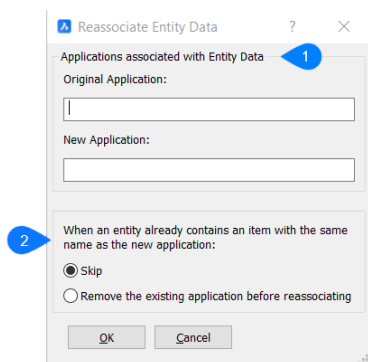 Reassociate Entity Data ?
Applications associated with Entity Data 1
Original Application:
New Application:
2 When an entity already contains an item with the same
name as the new application:
Skip
Remove the existing application before reassociating
OK Cancel